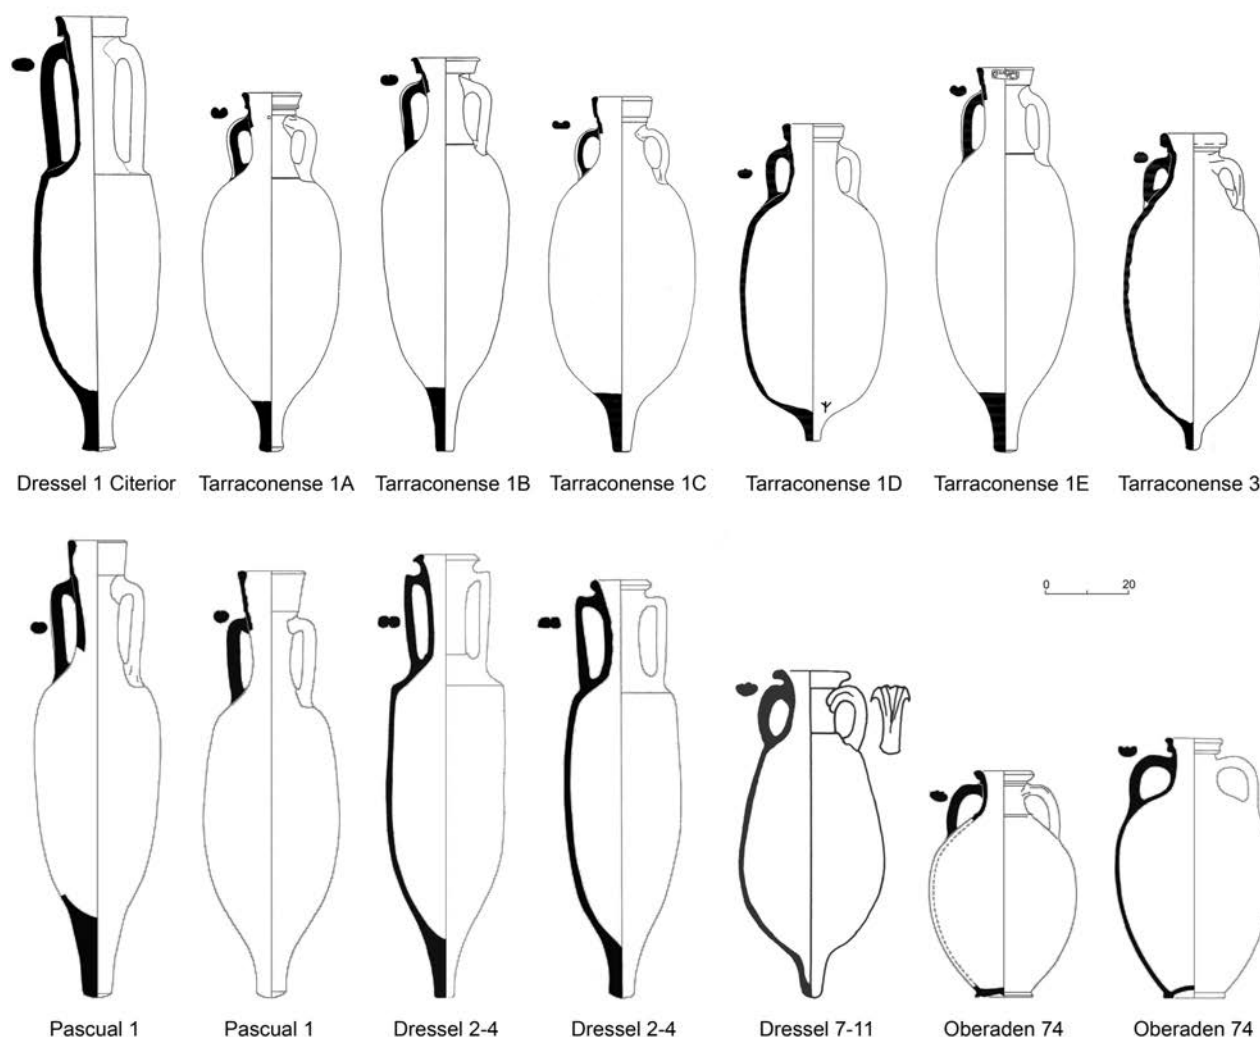 Dressel 1 Citerior Tarraconense 1A Tarraconense 1B Tarraconense 1C Tarraconense 1D Tarraconense 1E Tarraconense 3
0 20
Pascual 1 Pascual 1 Dressel 2-4 Dressel 2-4 Dressel 7-11 Oberaden 74 Oberaden 74